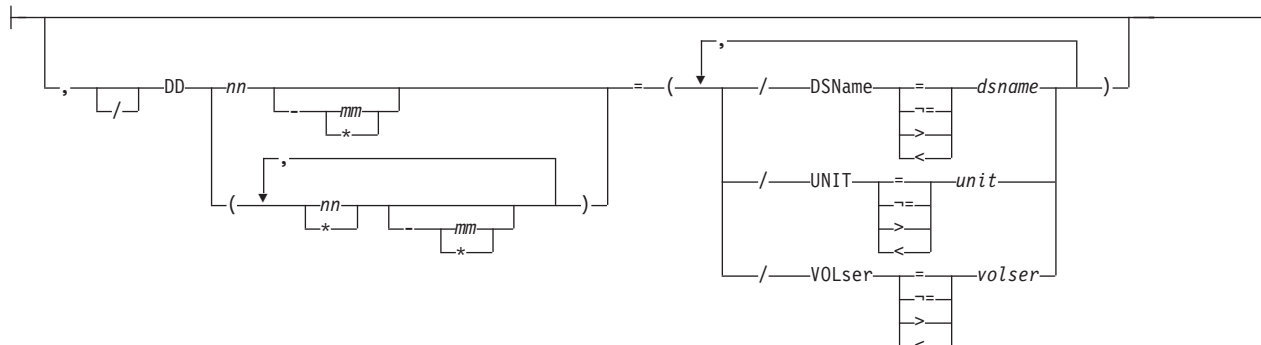 ,
, / DD nn = ( / DSName = dsname )
- mm ¬=
* >
<
,
( nn ) / UNIT = unit
* - mm ¬=
* >
<
/ VOLser = volser
¬=
>
<